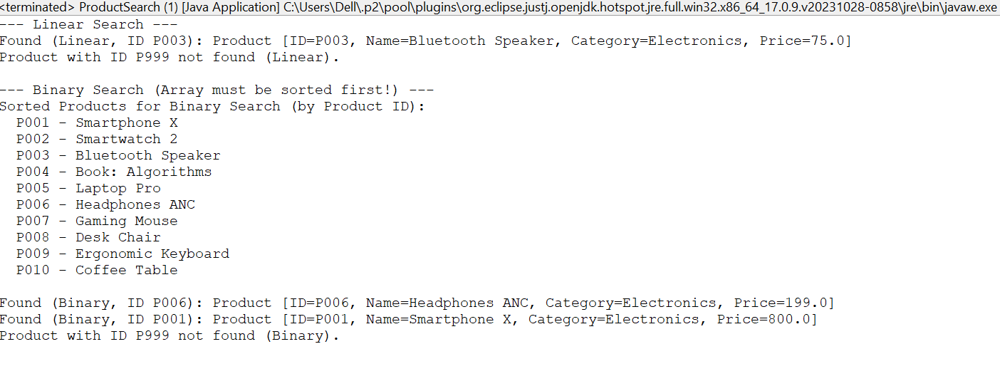 <terminated> ProductSearch (1) [Java Application] C:\Users\Dell\.p2\pool\plugins\org.eclipse.justj.openjdk.hotspot.jre.full.win32.x86_64_17.0.9.v20231028-0858\jre\bin\javaw.exe
--- Linear Search ---
Found (Linear, ID P003): Product [ID=P003, Name=Bluetooth Speaker, Category=Electronics, Price=75.0]
Product with ID P999 not found (Linear).

--- Binary Search (Array must be sorted first!) ---
Sorted Products for Binary Search (by Product ID):
  P001 - Smartphone X
  P002 - Smartwatch 2
  P003 - Bluetooth Speaker
  P004 - Book: Algorithms
  P005 - Laptop Pro
  P006 - Headphones ANC
  P007 - Gaming Mouse
  P008 - Desk Chair
  P009 - Ergonomic Keyboard
  P010 - Coffee Table

Found (Binary, ID P006): Product [ID=P006, Name=Headphones ANC, Category=Electronics, Price=199.0]
Found (Binary, ID P001): Product [ID=P001, Name=Smartphone X, Category=Electronics, Price=800.0]
Product with ID P999 not found (Binary).